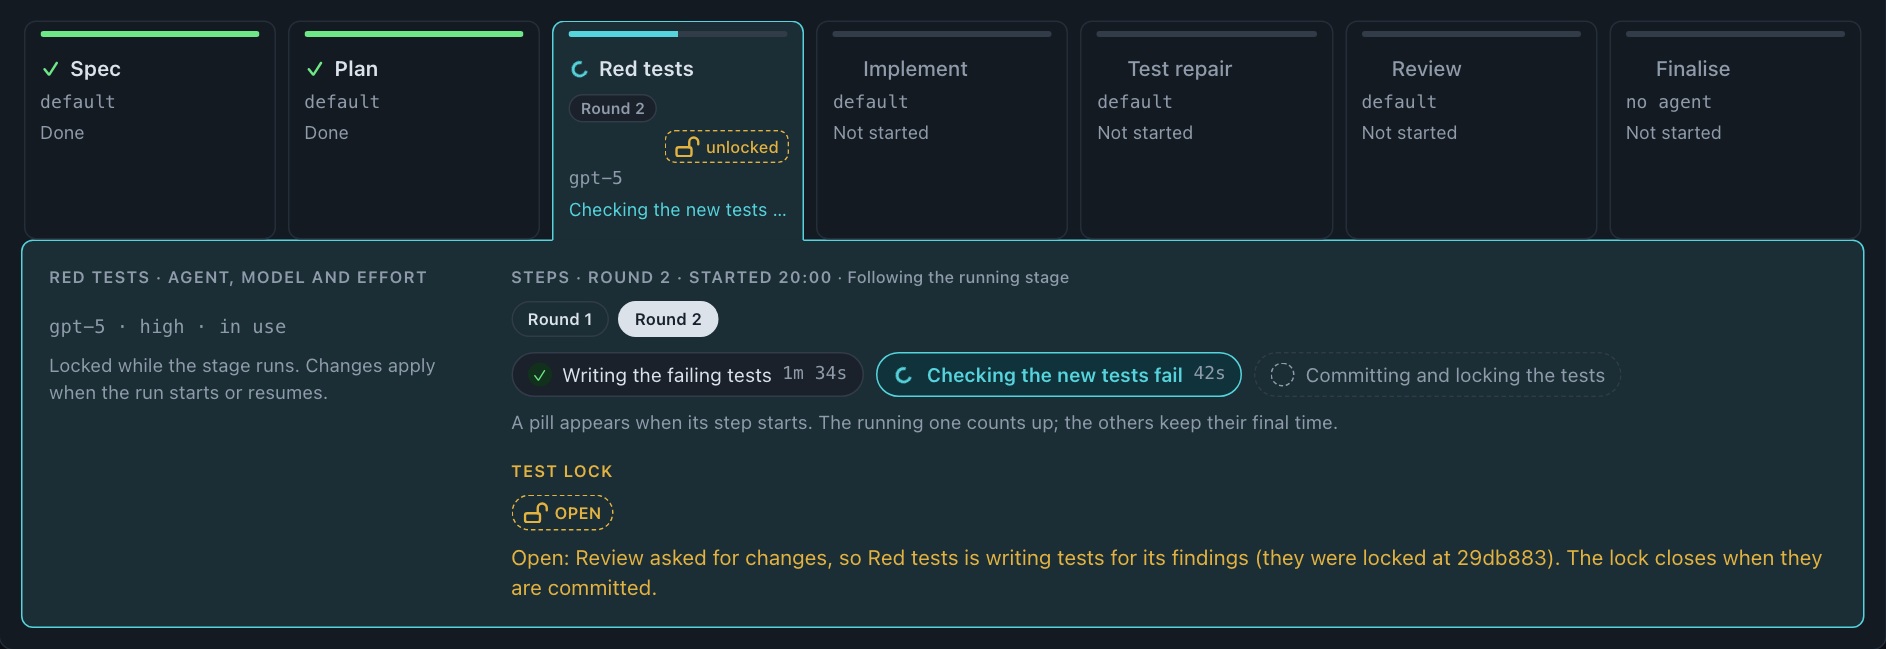 Spec
default
Done
Plan
default
Done
Red tests
Round 2
unlocked
gpt-5
Checking the new tests ...
Implement
default
Not started
Test repair
default
Not started
Review
default
Not started
Finalise
no agent
Not started
RED TESTS · AGENT, MODEL AND EFFORT
gpt-5 · high · in use
Locked while the stage runs. Changes apply
when the run starts or resumes.
STEPS · ROUND 2 · STARTED 20:00 · Following the running stage
Round 1 Round 2
Writing the failing tests 1m 34s Checking the new tests fail 42s Committing and locking the tests
A pill appears when its step starts. The running one counts up; the others keep their final time.
TEST LOCK
OPEN
Open: Review asked for changes, so Red tests is writing tests for its findings (they were locked at 29db883). The lock closes when they
are committed.